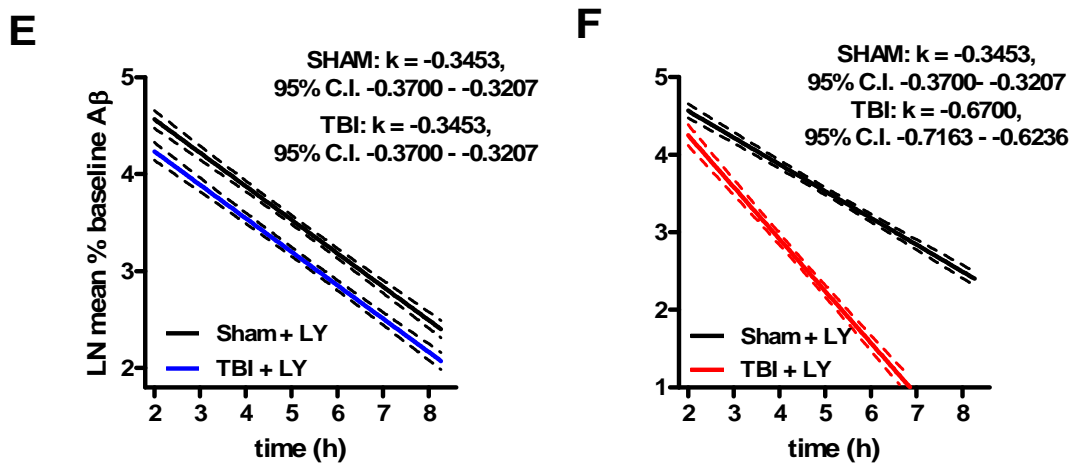 E
SHAM: k = -0.3453,
95% C.I. -0.3700 - -0.3207
TBI: k = -0.3453,
95% C.I. -0.3700 - -0.3207
LN mean % baseline Aβ
5
4
3
2
Sham + LY
TBI + LY
2 3 4 5 6 7 8
time (h)
F
SHAM: k = -0.3453,
95% C.I. -0.3700- -0.3207
TBI: k = -0.6700,
95% C.I. -0.7163 - -0.6236
5
4
3
2
1
Sham + LY
TBI + LY
2 3 4 5 6 7 8
time (h)